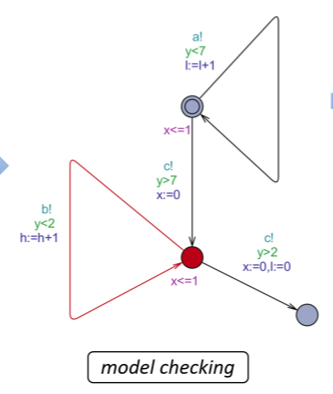 a!
y<7
l:=l+1
x<=1
c!
y>7
x:=0
b!
y<2
h:=h+1
x<=1
c!
y>2
x:=0,l:=0
model checking